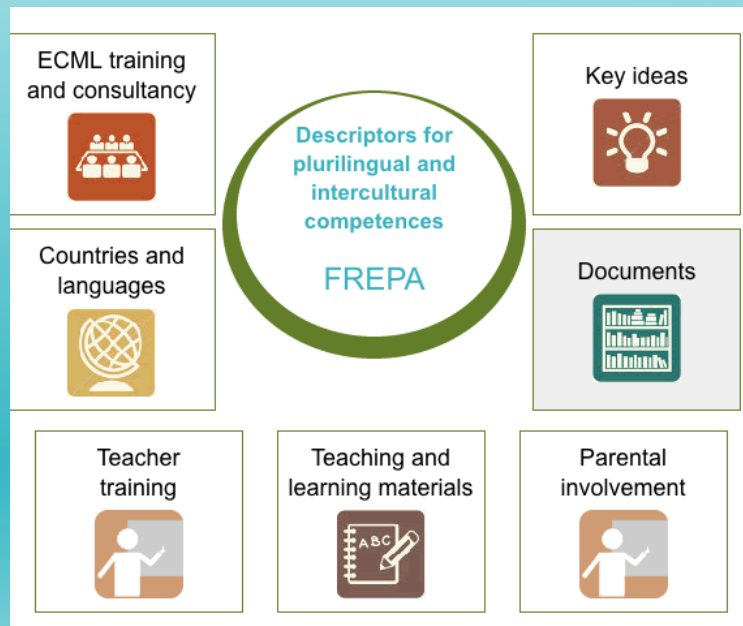 ECML training
and consultancy
Descriptors for
plurilingual and
intercultural
competences
FREPA
Key ideas
Countries and
languages
Documents
Teacher
training
Teaching and
learning materials
ABC
Parental
involvement